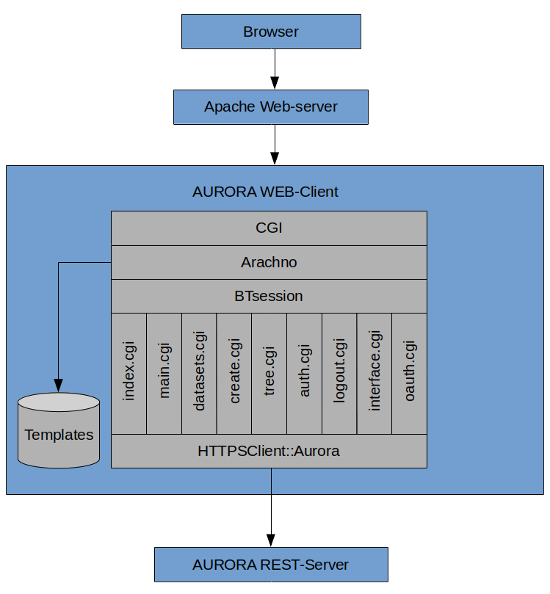 Browser
Apache Web-server
AURORA WEB-Client
CGI
Arachno
BTsession
index.cgi
main.cgi
datasets.cgi
create.cgi
tree.cgi
auth.cgi
logout.cgi
interface.cgi
oauth.cgi
Templates
HTTPSClient::Aurora
AURORA REST-Server